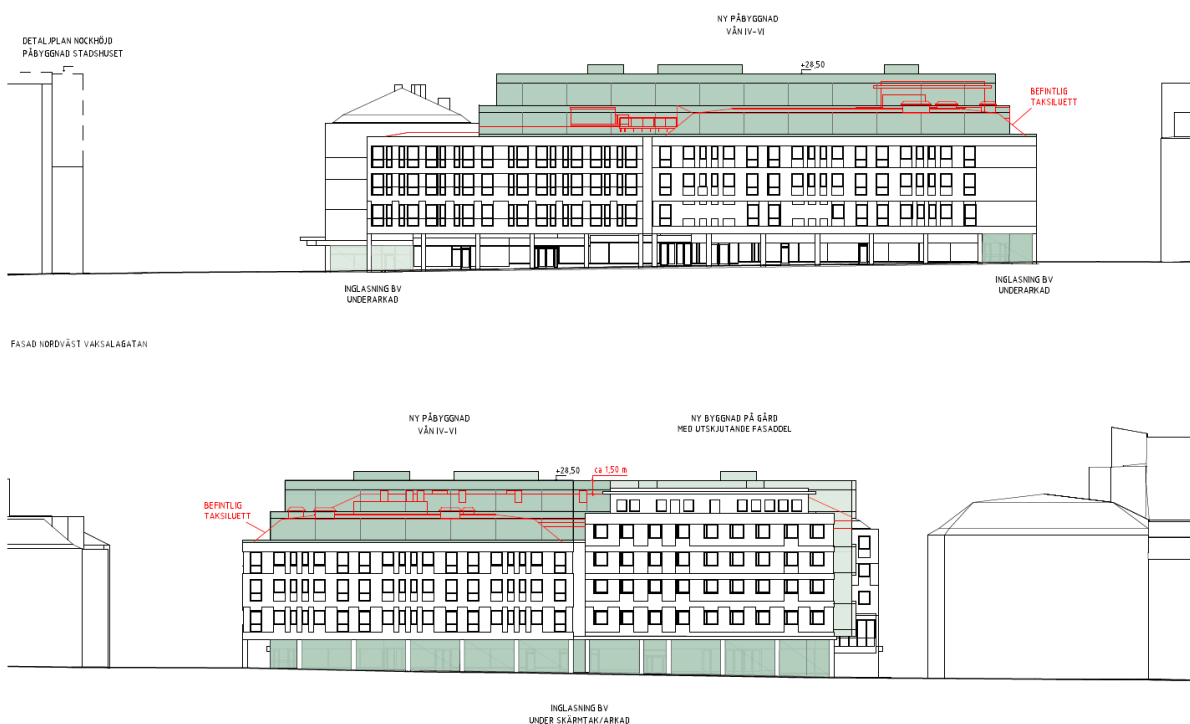 NY PÅBYGGNAD
VÅN IV-VI
DETALJPLAN NOCKHÖJD
PÅBYGGNAD STADSHUSET
+28,50
BEFINTLIG
TAKSILUETT
INGLASNING BV
UNDERARKAD
INGLASNING BV
UNDERARKAD
FASAD NORDVÄST VAKSALAGATAN
NY PÅBYGGNAD
VÅN IV-VI
NY BYGGNAD PÅ GÅRD
MED UTSKJUTANDE FASADDEL
+28,50
ca 1,50 m
BEFINTLIG
TAKSILUETT
INGLASNING BV
UNDER SKÄRMTAK/ARKAD